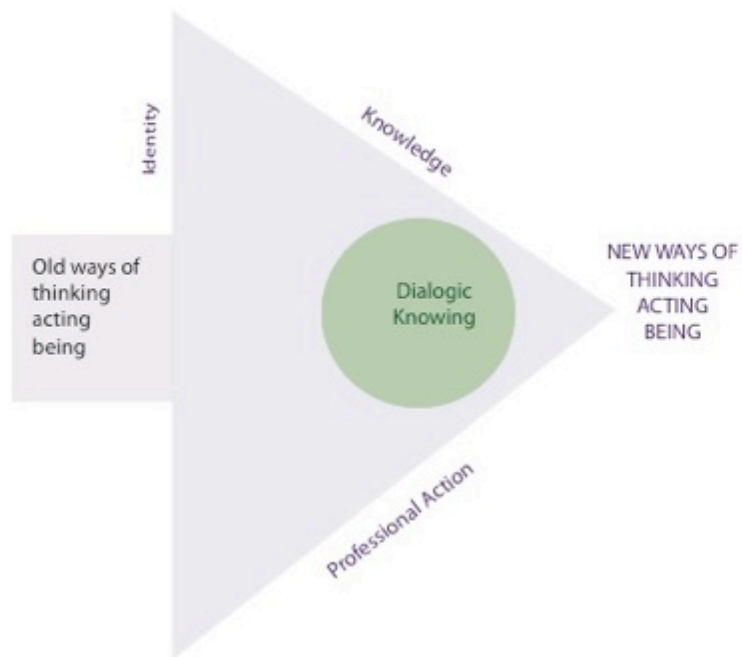 Identity
Knowledge
Old ways of
thinking
acting
being
Dialogic
Knowing
NEW WAYS OF
THINKING
ACTING
BEING
Professional Action